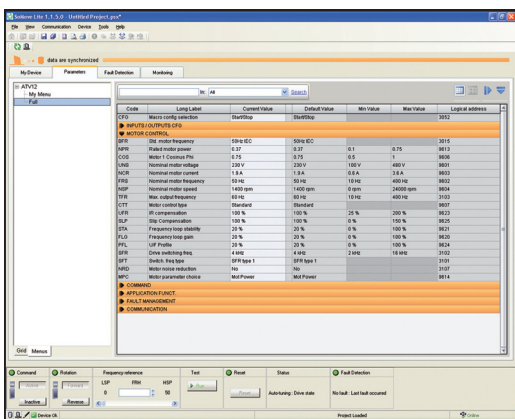 SoMove Lite 1.1.5.0 - Untitled Project.psx*
File View Communication Device Tools Help
data are synchronized
My Device Parameters Fault Detection Monitoring
ATV12
My Menu
Full
In: All Search
Code Long Label Current Value Default Value Min Value Max Value Logical address
CFG Macro config selection Start/Stop Start/Stop 3052
INPUTS / OUTPUTS CFG
MOTOR CONTROL
BFR Std. motor frequency 50Hz IEC 50Hz IEC 3015
NPR Rated motor power 0.37 0.37 0.1 0.75 9613
COS Motor 1 Cosinus Phi 0.75 0.75 0.5 1 9606
UNS Nominal motor voltage 230 V 230 V 100 V 480 V 9601
NCR Nominal motor current 1.9 A 1.9 A 0.6 A 3.6 A 9603
FRS Nominal motor frequency 50 Hz 50 Hz 10 Hz 400 Hz 9602
NSP Nominal motor speed 1400 rpm 1400 rpm 0 rpm 24000 rpm 9604
TFR Max. output frequency 60 Hz 60 Hz 10 Hz 400 Hz 3103
CTT Motor control type Standard Standard 9607
UFR IR compensation 100 % 100 % 25 % 200 % 9623
SLP Slip Compensation 100 % 100 % 0 % 150 % 9625
STA Frequency loop stability 20 % 20 % 0 % 100 % 9621
FLG Frequency loop gain 20 % 20 % 0 % 100 % 9620
PFL U/F Profile 20 % 20 % 0 % 100 % 9624
SFR Drive switching freq. 4 kHz 4 kHz 2 kHz 16 kHz 3102
SFT Switch. freq type SFR type 1 SFR type 1 3101
NRD Motor noise reduction No No 3107
MPC Motor parameter choice Mot Power Mot Power 9614
COMMAND
APPLICATION FUNCT.
FAULT MANAGEMENT
COMMUNICATION
Grid Menus
Command Rotation Frequency reference Test Reset Status Fault Detection
Active Forward LSP FRH HSP Run
0 50 Reset Auto-tuning : Drive state No fault : Last fault occured
Inactive Reverse
Device Ok Project Loaded Online